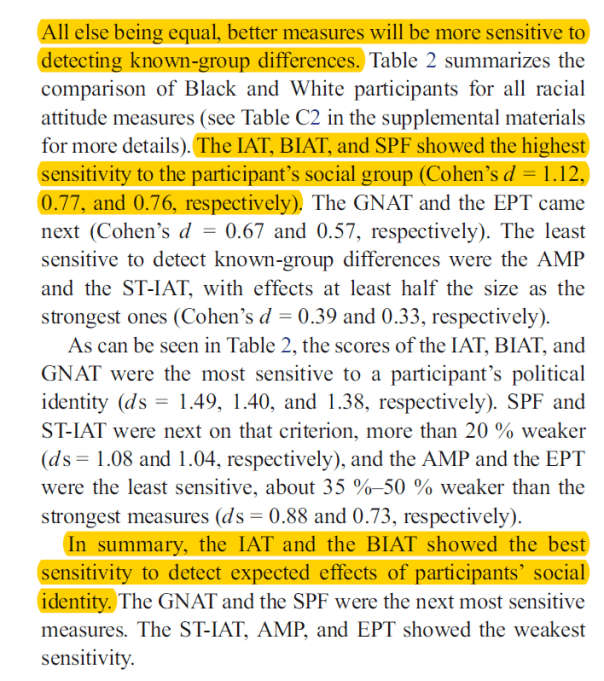 All else being equal, better measures will be more sensitive to
detecting known-group differences. Table 2 summarizes the
comparison of Black and White participants for all racial
attitude measures (see Table C2 in the supplemental materials
for more details). The IAT, BIAT, and SPF showed the highest
sensitivity to the participant's social group (Cohen's d = 1.12,
0.77, and 0.76, respectively). The GNAT and the EPT came
next (Cohen's d = 0.67 and 0.57, respectively). The least
sensitive to detect known-group differences were the AMP
and the ST-IAT, with effects at least half the size as the
strongest ones (Cohen's d = 0.39 and 0.33, respectively).
As can be seen in Table 2, the scores of the IAT, BIAT, and
GNAT were the most sensitive to a participant's political
identity (ds = 1.49, 1.40, and 1.38, respectively). SPF and
ST-IAT were next on that criterion, more than 20 % weaker
(ds = 1.08 and 1.04, respectively), and the AMP and the EPT
were the least sensitive, about 35 %–50 % weaker than the
strongest measures (ds = 0.88 and 0.73, respectively).
In summary, the IAT and the BIAT showed the best
sensitivity to detect expected effects of participants' social
identity. The GNAT and the SPF were the next most sensitive
measures. The ST-IAT, AMP, and EPT showed the weakest
sensitivity.